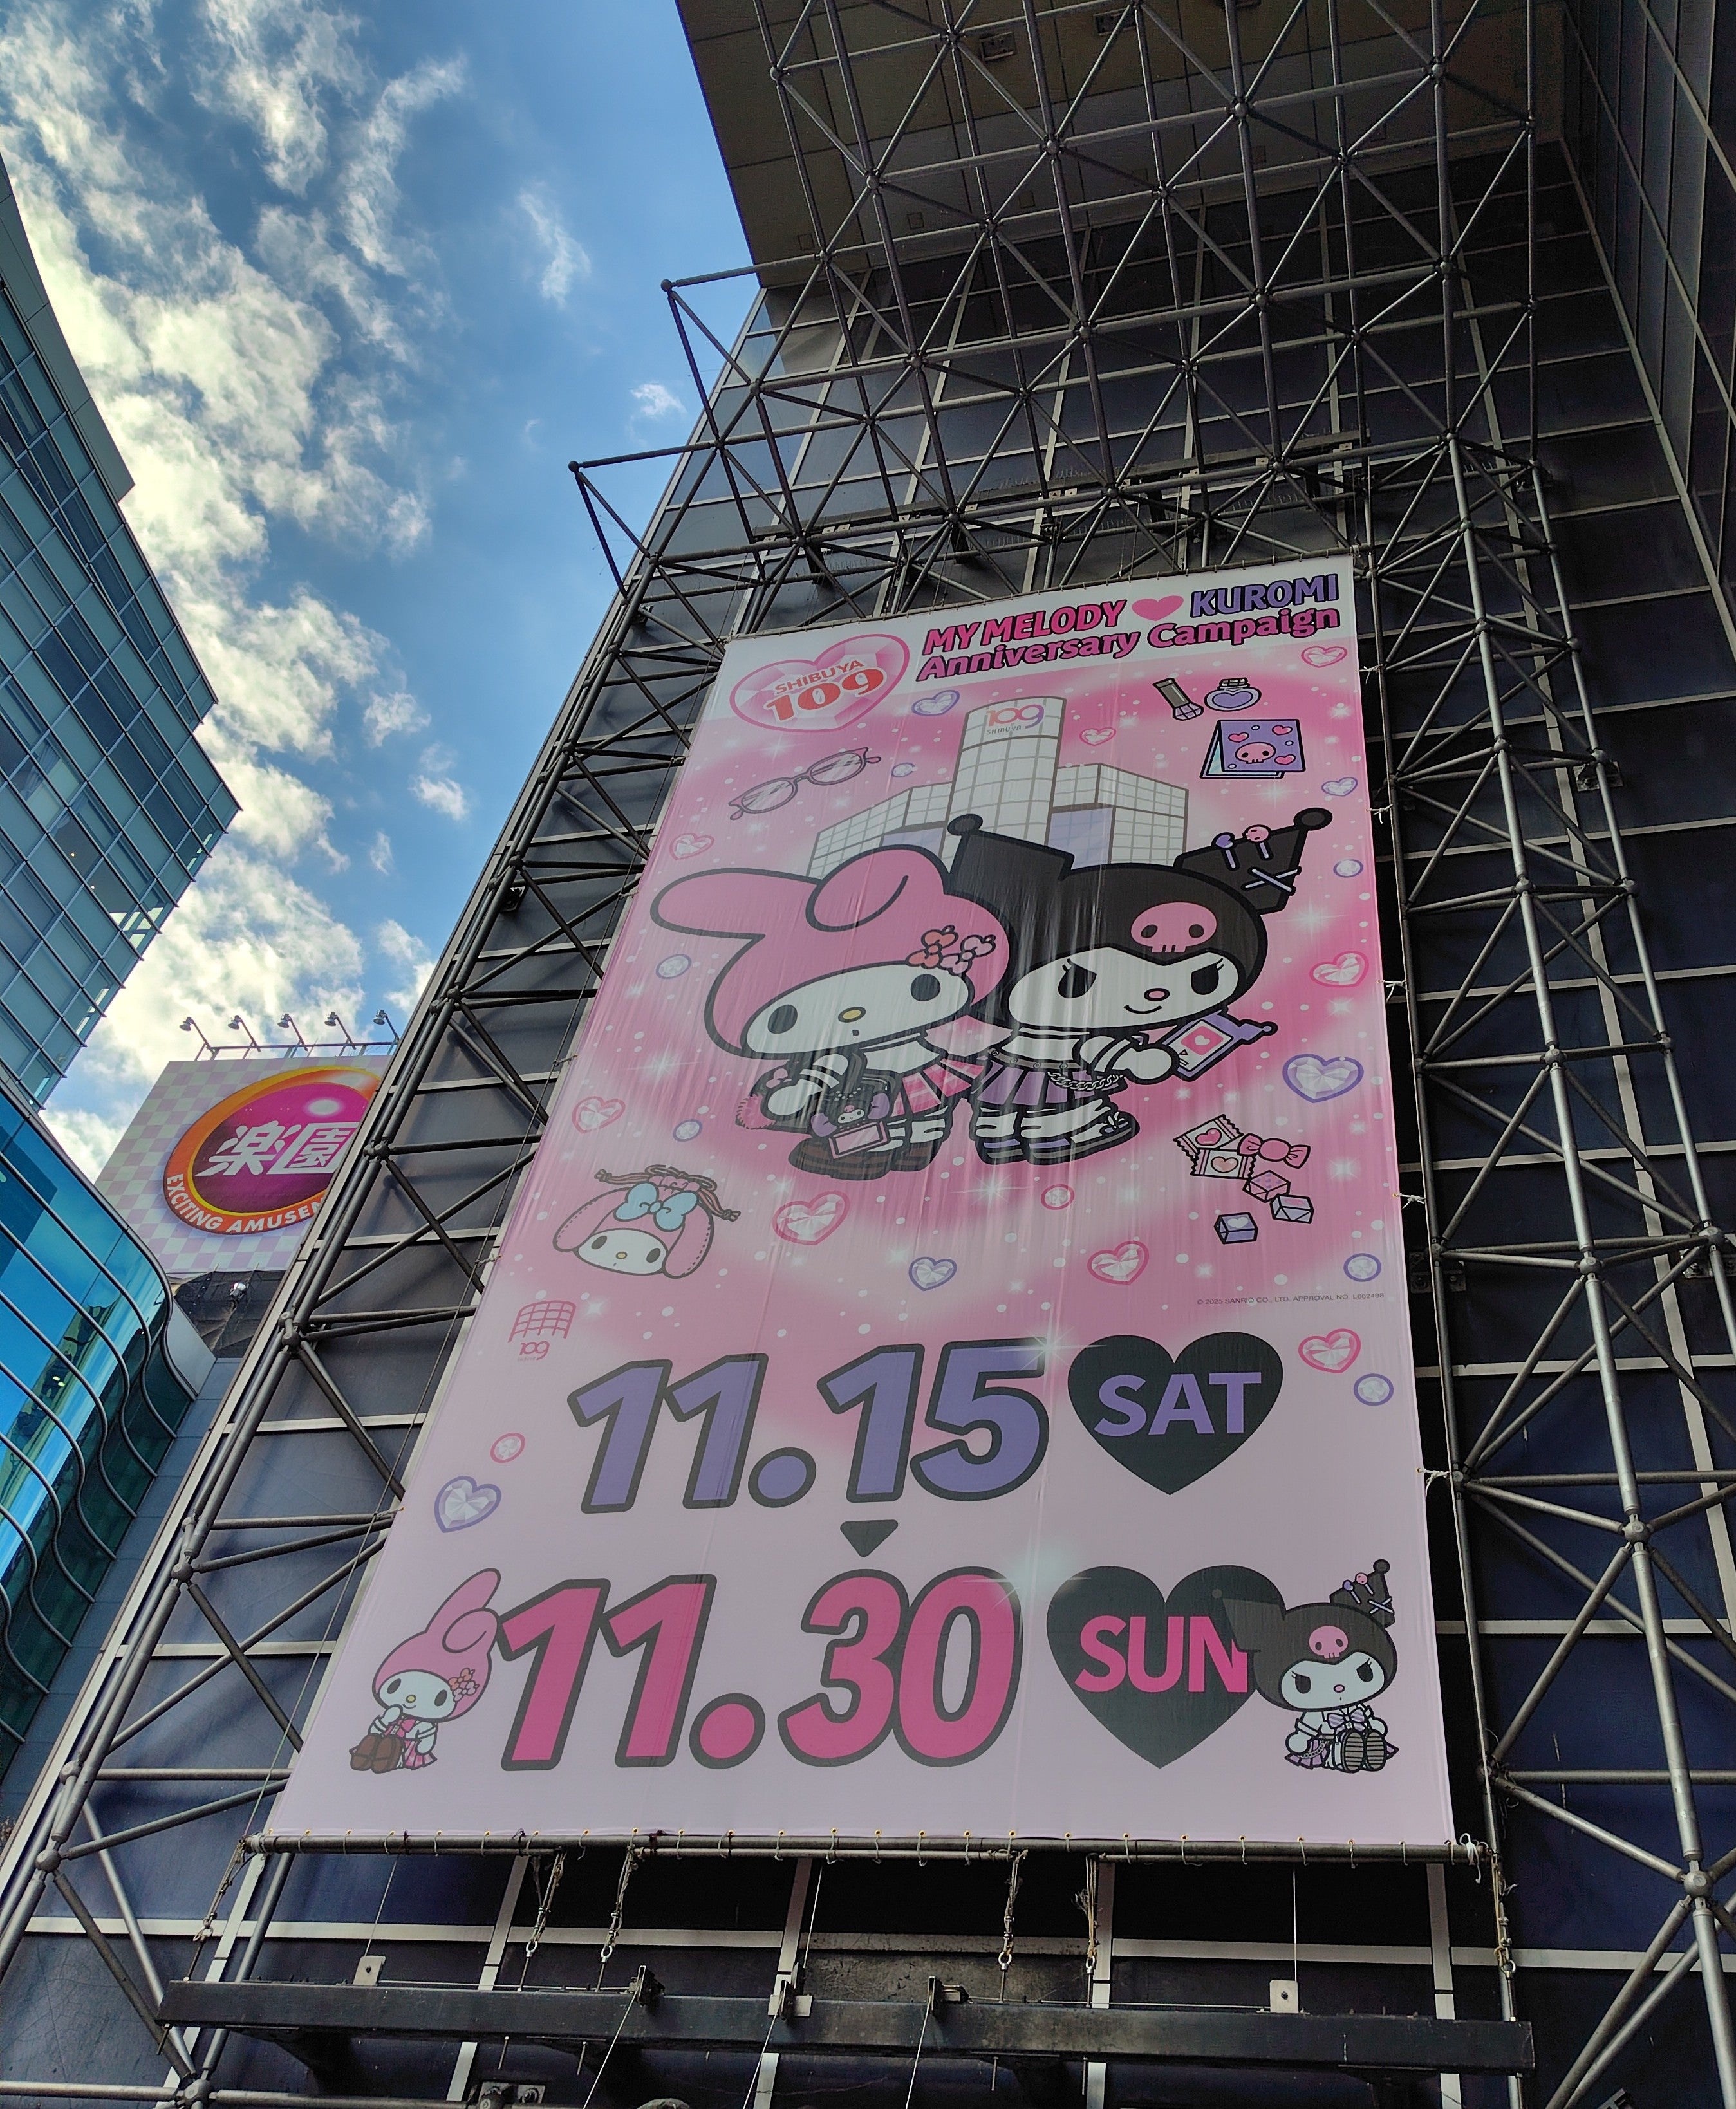 MY MELODY KUROMI
Anniversary Campaign
SHIBUYA
109
109
SHIBUYA
楽園
EXCITING AMUSEN
© 2025 SANRIO CO., LTD. APPROVAL NO. L662498
109
11.15 SAT
11.30 SUN